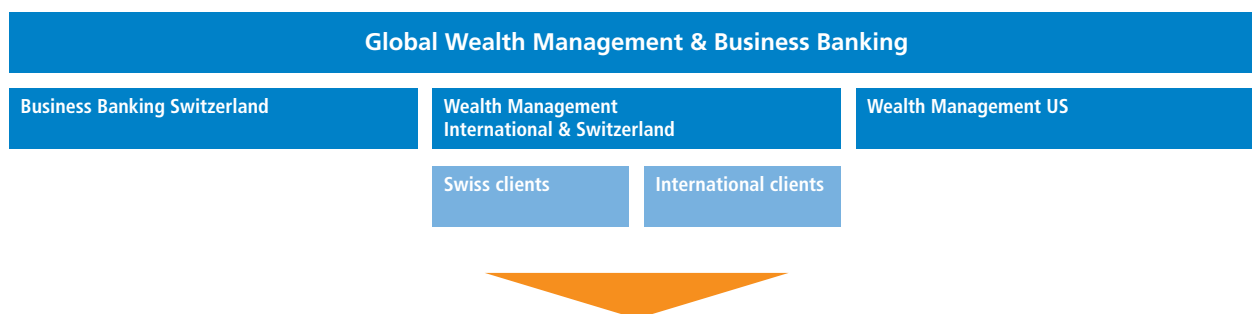 Global Wealth Management & Business Banking
Business Banking Switzerland
Wealth Management
International & Switzerland
Wealth Management US
Swiss clients
International clients